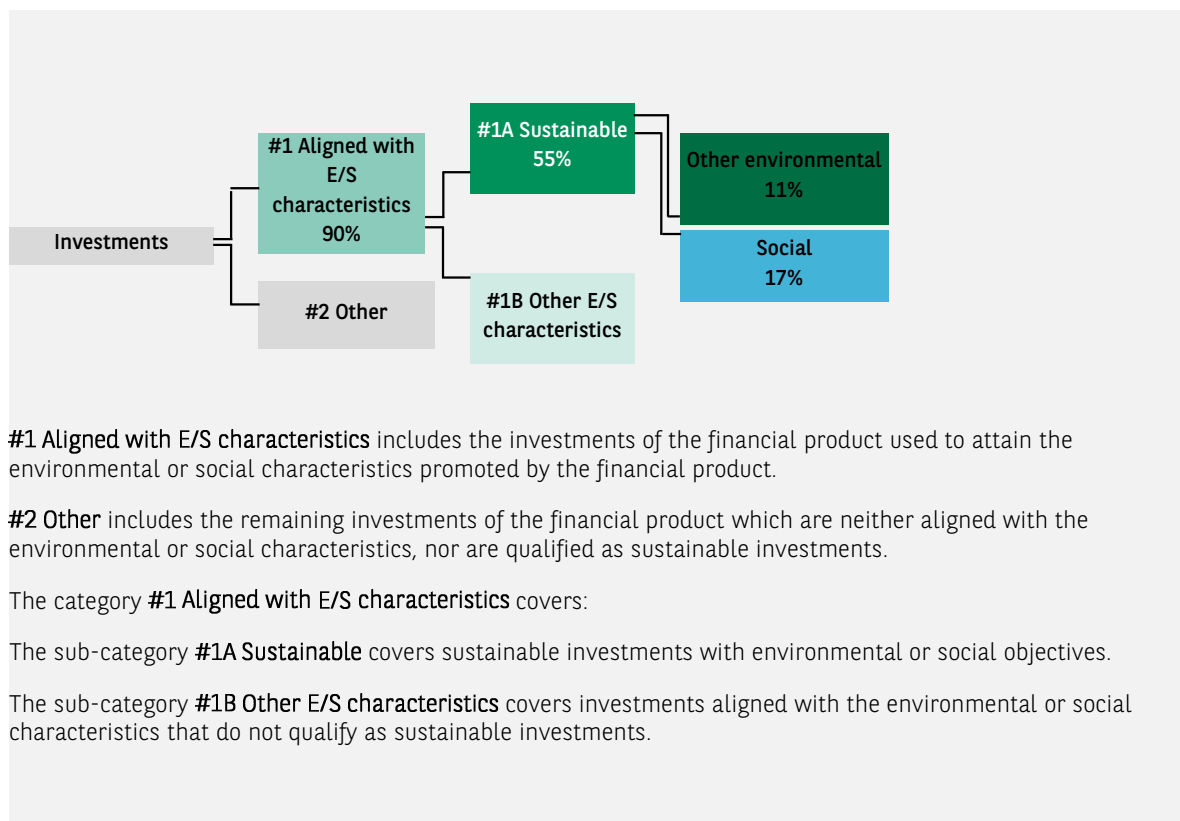 #1A Sustainable
55%
#1 Aligned with
E/S
characteristics
90%
Other environmental
11%
Investments
Social
17%
#2 Other
#1B Other E/S
characteristics
#1 Aligned with E/S characteristics includes the investments of the financial product used to attain the
environmental or social characteristics promoted by the financial product.
#2 Other includes the remaining investments of the financial product which are neither aligned with the
environmental or social characteristics, nor are qualified as sustainable investments.
The category #1 Aligned with E/S characteristics covers:
The sub-category #1A Sustainable covers sustainable investments with environmental or social objectives.
The sub-category #1B Other E/S characteristics covers investments aligned with the environmental or social
characteristics that do not qualify as sustainable investments.